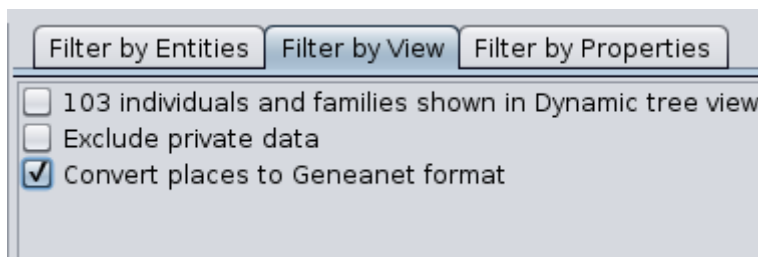 Filter by Entities Filter by View Filter by Properties
103 individuals and families shown in Dynamic tree view
Exclude private data
Convert places to Geneanet format